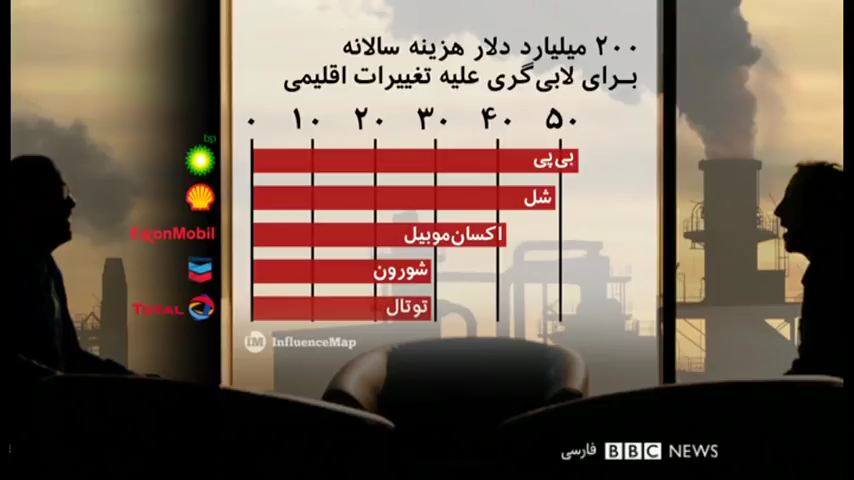 ۲۰۰ میلیارد دلار هزینه سالانه
برای لابی‌گری علیه تغییرات اقلیمی
۰ ۱۰ ۲۰ ۳۰ ۴۰ ۵۰
bp
بی‌پی
شل
ExxonMobil
اکسان‌موبیل
شورون
TOTAL
توتال
iM InfluenceMap
BBC NEWS فارسی